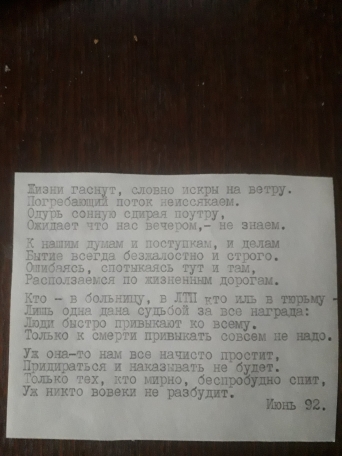 Жизни гаснут, словно искры на ветру.
Погребающий поток неиссякаем.
Одурь сонную сдирая поутру,
Ожидает что нас вечером,- не знаем.
К нашим думам и поступкам, и делам
Бытие всегда безжалостно и строго.
Ошибаясь, спотыкаясь тут и там,
Расползаемся по жизненным дорогам.
Кто - в больницу, в ЛТП кто иль в тюрьму -
Лишь одна дана судьбой за все награда:
Люди быстро привыкают ко всему.
Только к смерти привыкать совсем не надо.
Уж она-то нам все начисто простит,
Придираться и наказывать не будет.
Только тех, кто мирно, беспробудно спит,
Уж никто вовеки не разбудит.
Июнь 92.